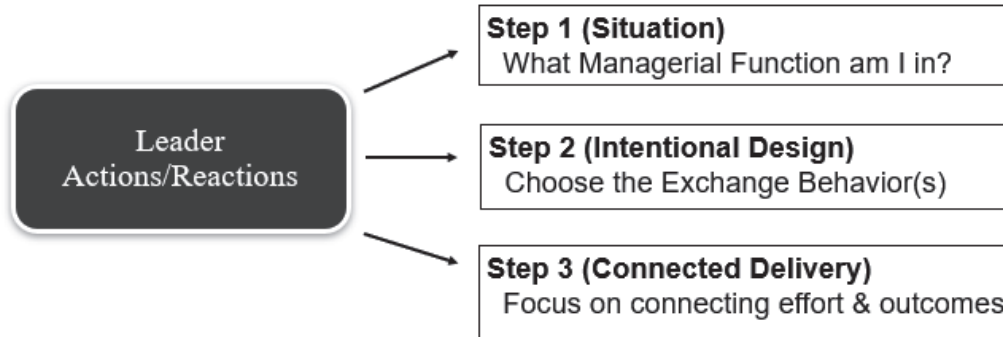 Leader
Actions/Reactions
Step 1 (Situation)
What Managerial Function am I in?
Step 2 (Intentional Design)
Choose the Exchange Behavior(s)
Step 3 (Connected Delivery)
Focus on connecting effort & outcomes